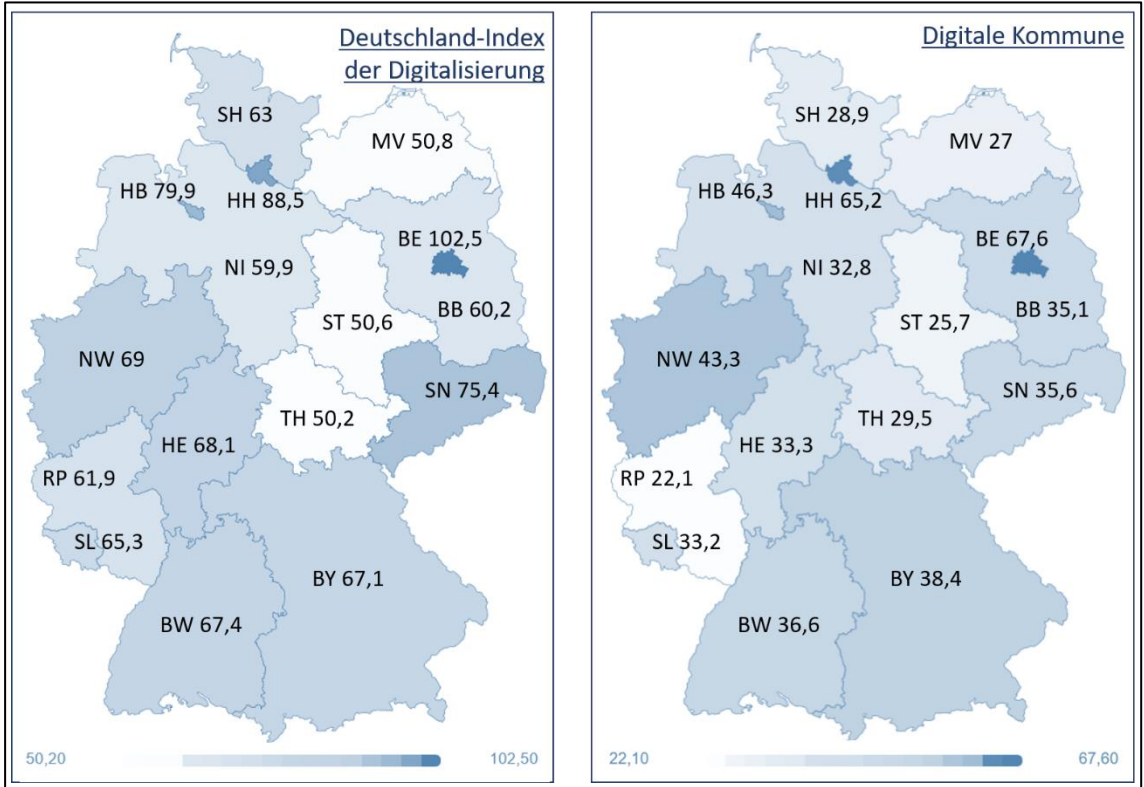 Deutschland-Index
der Digitalisierung
SH 63
MV 50,8
HB 79,9
HH 88,5
BE 102,5
NI 59,9
BB 60,2
ST 50,6
NW 69
SN 75,4
TH 50,2
HE 68,1
RP 61,9
SL 65,3
BY 67,1
BW 67,4
50,20
102,50
Digitale Kommune
SH 28,9
MV 27
HB 46,3
HH 65,2
BE 67,6
NI 32,8
BB 35,1
ST 25,7
NW 43,3
SN 35,6
TH 29,5
HE 33,3
RP 22,1
SL 33,2
BY 38,4
BW 36,6
22,10
67,60